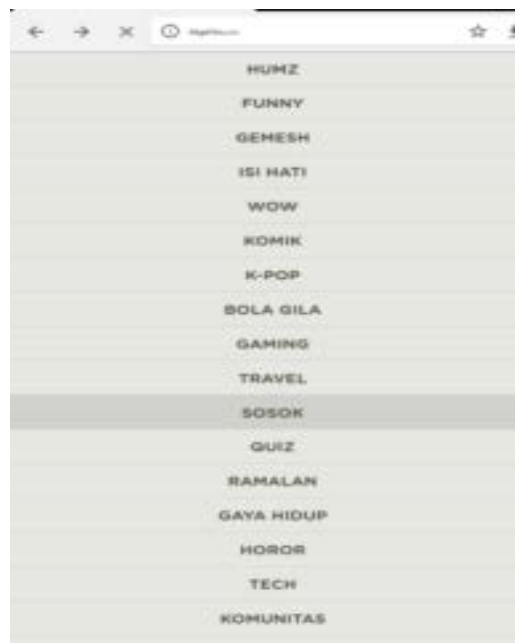 HUMZ
FUNNY
GEMESH
ISI HATI
WOW
KOMIK
K-POP
BOLA GILA
GAMING
TRAVEL
SOSOK
QUIZ
RAMALAN
GAYA HIDUP
HOROR
TECH
KOMUNITAS